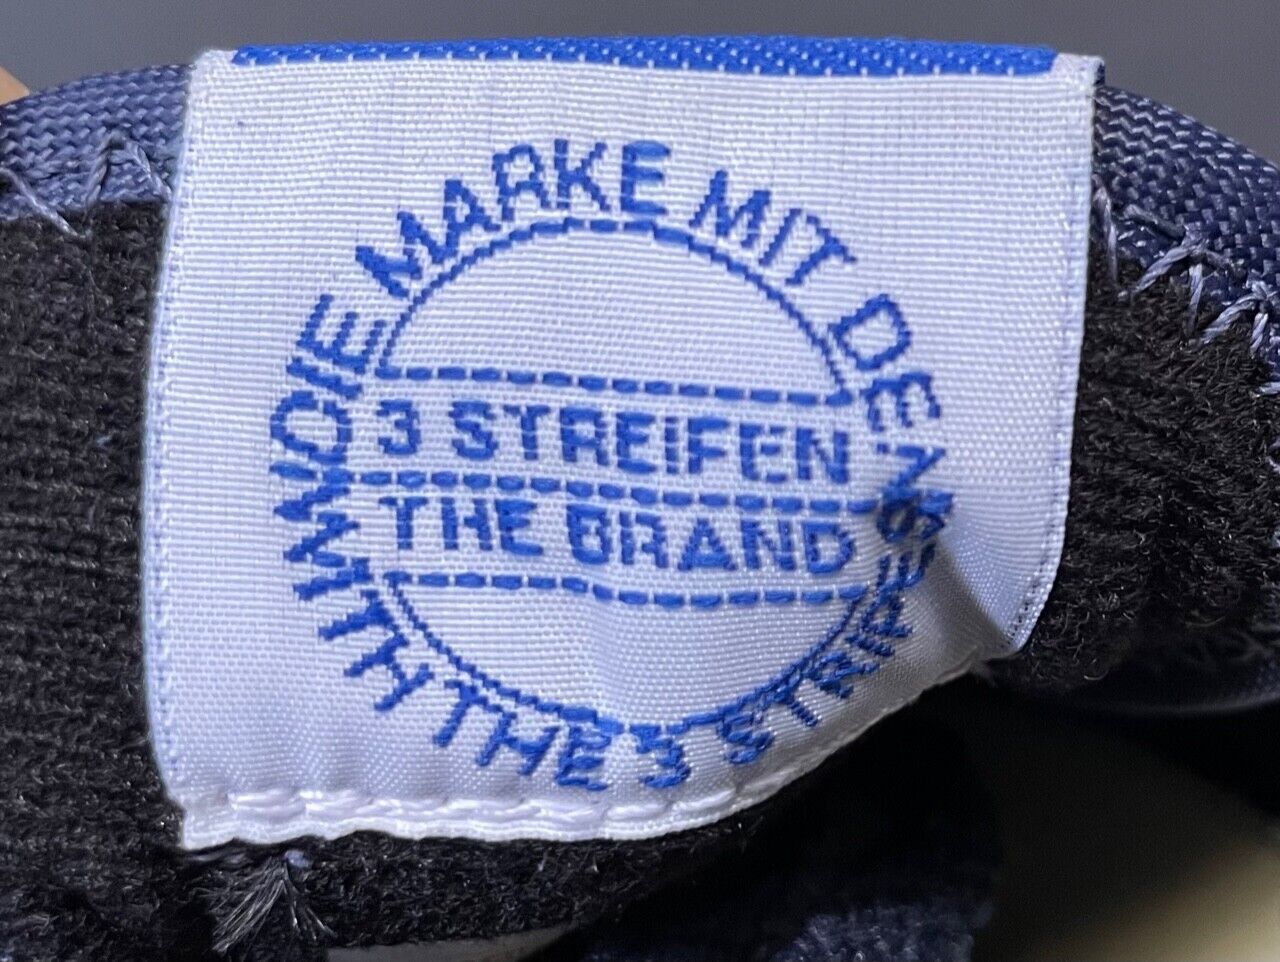 DIE MARKE MIT DEN
3 STREIFEN
THE BRAND
WITH THE 3 STRIPES